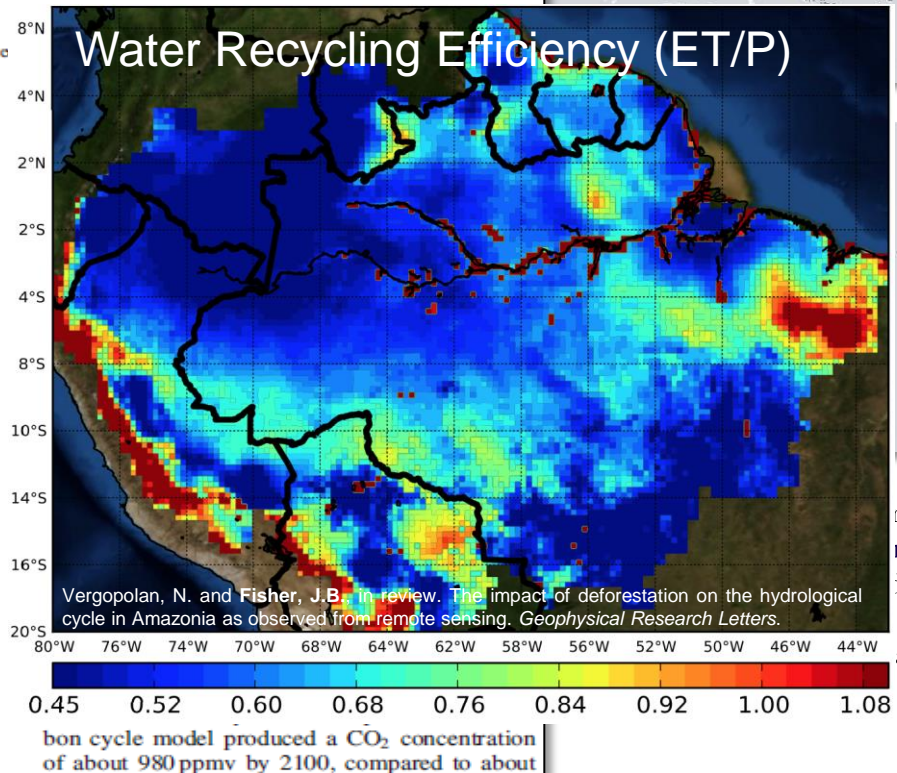 Water Recycling Efficiency (ET/P)
8°N
4°N
2°N
2°S
4°S
8°S
10°S
14°S
16°S
20°S
Vergopolan, N. and Fisher, J.B. in review. The impact of deforestation on the hydrological
cycle in Amazonia as observed from remote sensing. Geophysical Research Letters.
80°W 76°W 74°W 70°W 68°W 64°W 62°W 58°W 56°W 52°W 50°W 46°W 44°W
0.45 0.52 0.60 0.68 0.76 0.84 0.92 1.00 1.08
bon cycle model produced a CO₂ concentration
of about 980 ppmv by 2100, compared to about